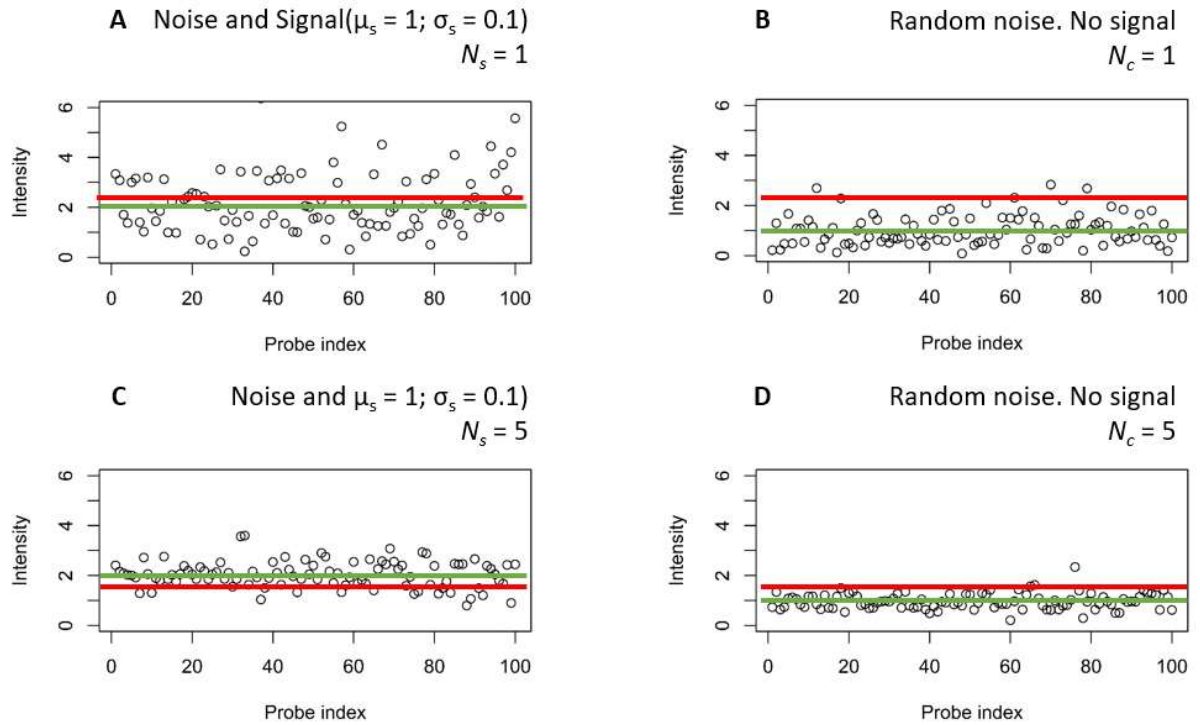 A Noise and Signal(μs = 1; σs = 0.1)
Ns = 1
6
4
2
0
Intensity
0 20 40 60 80 100
Probe index
B Random noise. No signal
Nc = 1
6
4
2
0
Intensity
0 20 40 60 80 100
Probe index
C Noise and μs = 1; σs = 0.1)
Ns = 5
6
4
2
0
Intensity
0 20 40 60 80 100
Probe index
D Random noise. No signal
Nc = 5
6
4
2
0
Intensity
0 20 40 60 80 100
Probe index